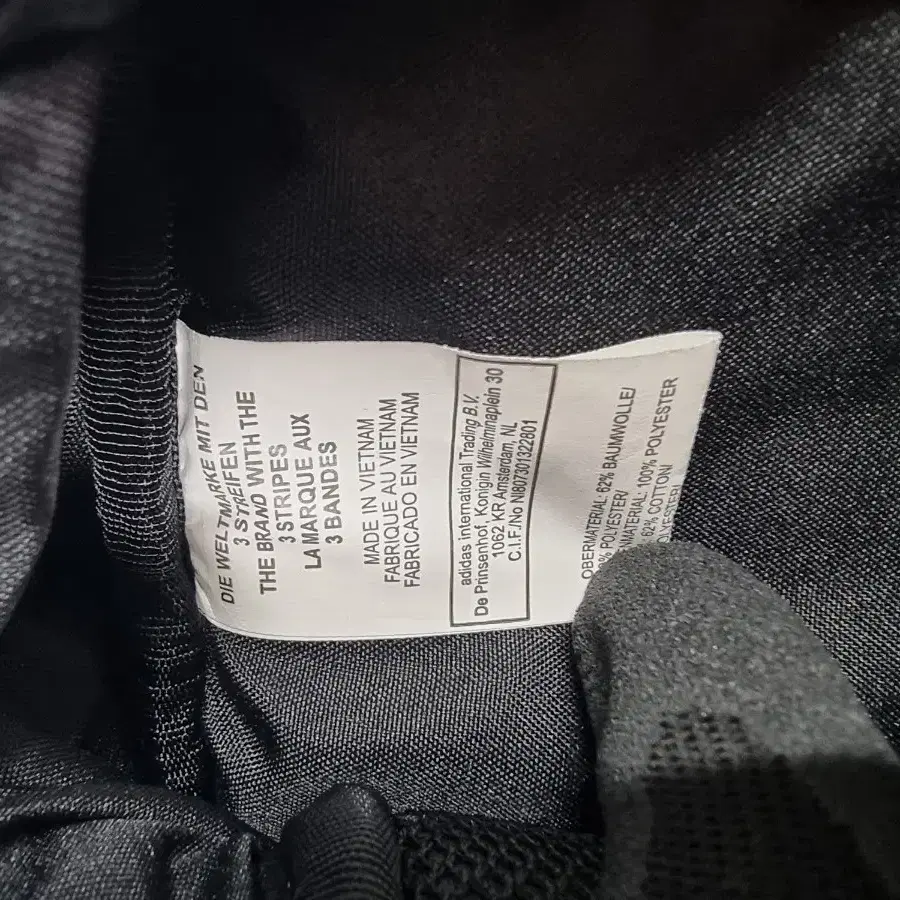 DIE WELTMARKE MIT DEN
3 STREIFEN
THE BRAND WITH THE
3 STRIPES
LA MARQUE AUX
3 BANDES
MADE IN VIETNAM
FABRIQUE AU VIETNAM
FABRICADO EN VIETNAM
adidas International Trading B.V.
De Prinsenhof, Konigin Wilhelminaplein 30
1062 KR Amsterdam, NL
C.I.F./No Nl807301322801
OBERMATERIAL: 62% BAUMWOLLE/
POLYESTER/
100% POLYESTER
62% COTTON/